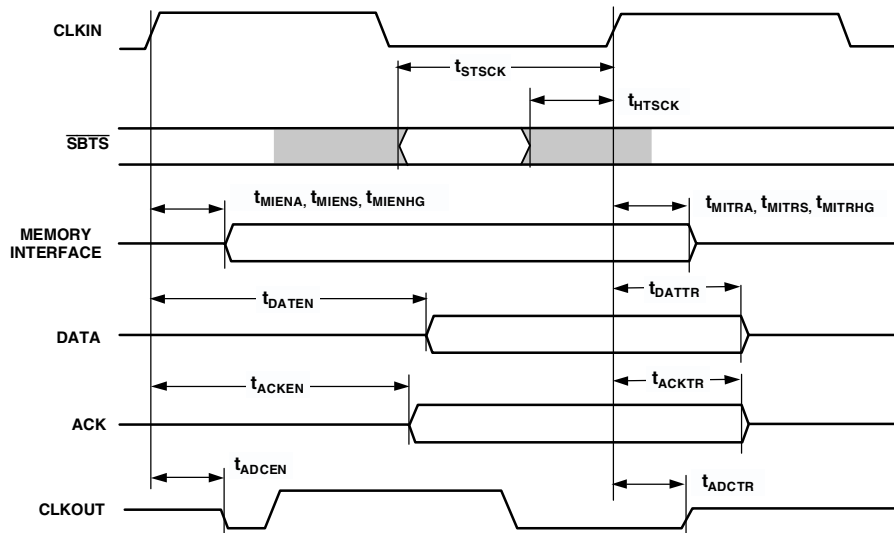 CLKIN
tSTSCK
tHTSCK
SBTS
tMIENA, tMIENS, tMIENHG
tMITRA, tMITRS, tMITRHG
MEMORY
INTERFACE
tDATEN
tDATTR
DATA
tACKEN
tACKTR
ACK
tADCEN
tADCTR
CLKOUT